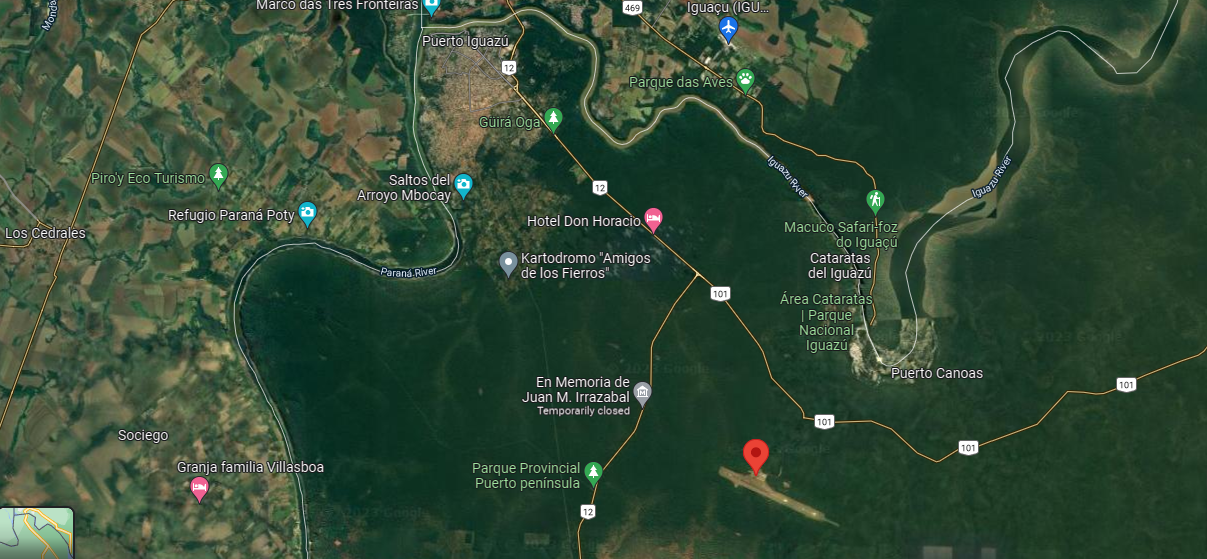 Marco das Três Fronteiras
469
Iguaçu (IGU...
Puerto Iguazú
12
Parque das Aves
Güirá Oga
Iguazu River
Iguazu River
Piro'y Eco Turismo
Saltos del
Arroyo Mbocay
12
Refugio Paraná Poty
Hotel Don Horacio
Macuco Safari-foz
do Iguaçu
Los Cedrales
Cataratas
del Iguazú
Paraná River
Kartodromo "Amigos
de los Fierros"
101
Área Cataratas
| Parque
Nacional
Iguazú
Puerto Canoas
En Memoria de
Juan M. Irrazabal
Temporarily closed
101
101
101
Sociego
Granja familia Villasboa
Parque Provincial
Puerto península
12